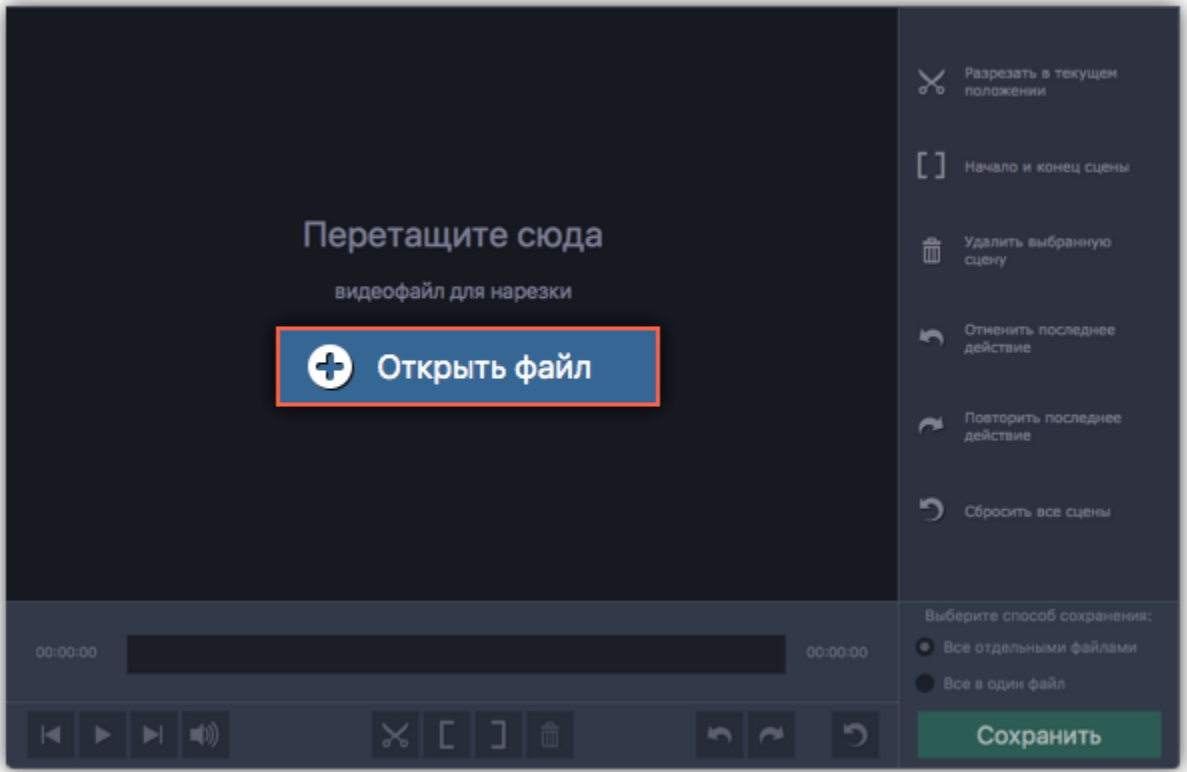 Перетащите сюда
видеофайл для нарезки
Открыть файл
Разрезать в текущем
положении
Начало и конец сцены
Удалить выбранную
сцену
Отменить последнее
действие
Повторить последнее
действие
Сбросить все сцены
00:00:00
00:00:00
Выберите способ сохранения:
Все отдельными файлами
Все в один файл
Сохранить